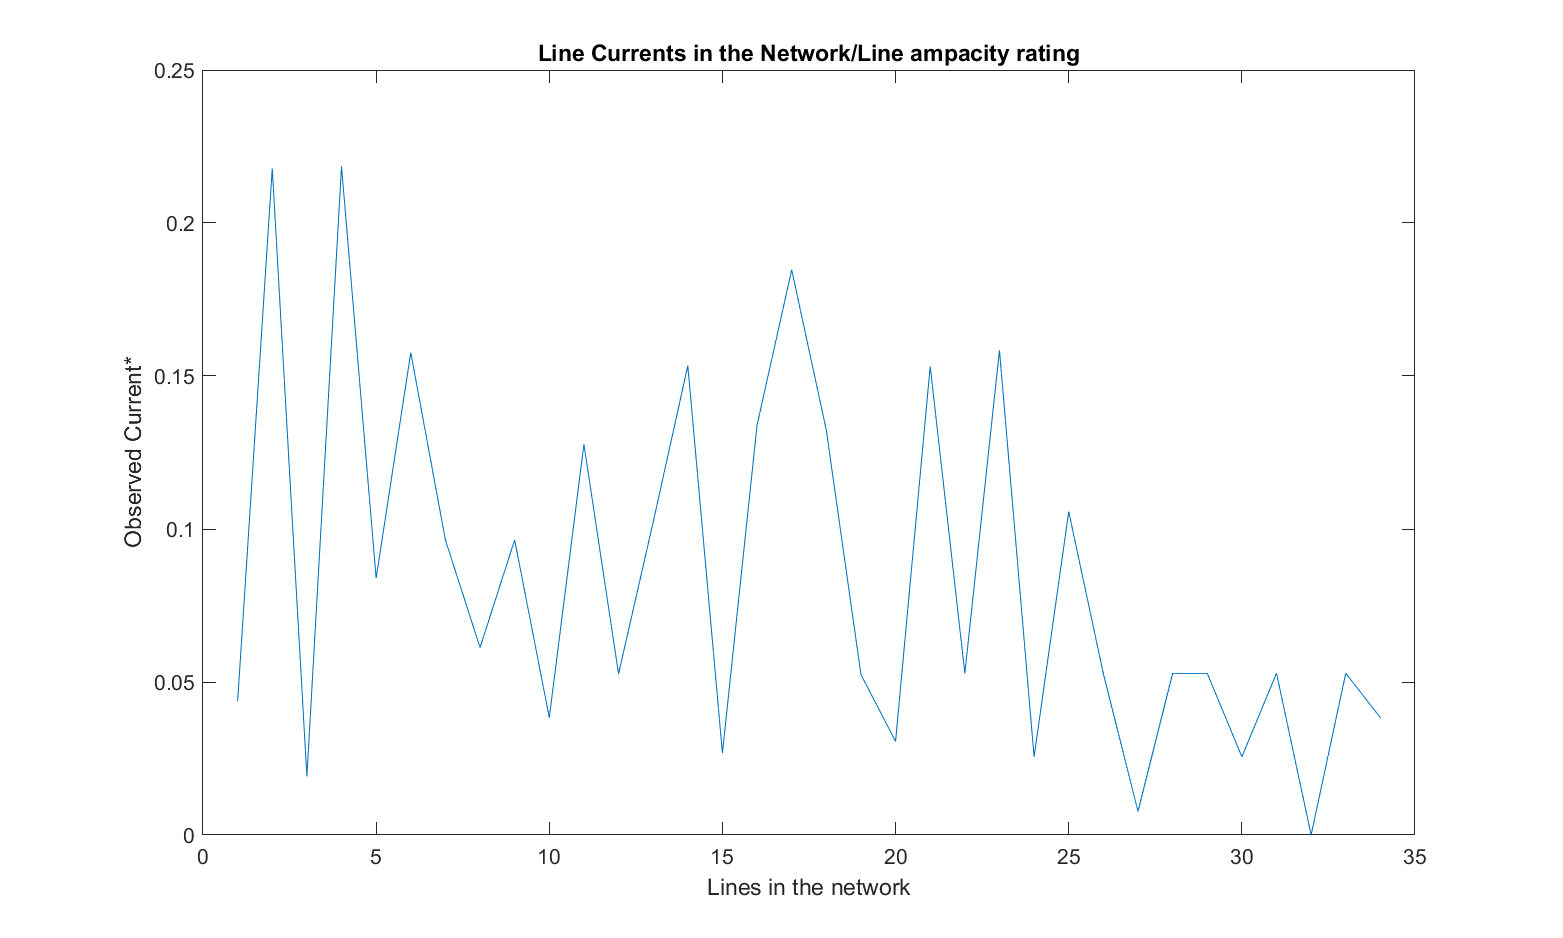 Line Currents in the Network/Line ampacity rating
0.25
0.2
0.15
0.1
0.05
0
Observed Current*
0 5 10 15 20 25 30 35
Lines in the network